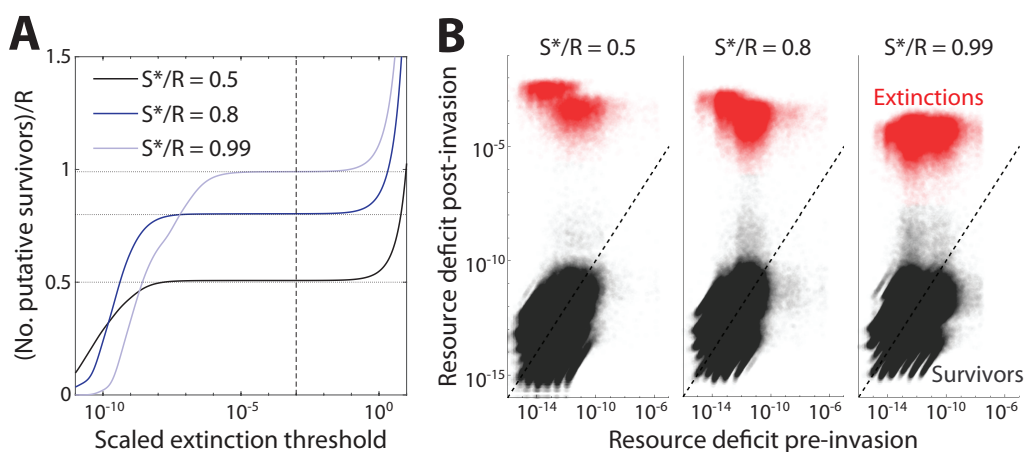 A
(No. putative survivors)/R
1.5
1
0.5
0
S*/R = 0.5
S*/R = 0.8
S*/R = 0.99
10⁻¹⁰
10⁻⁵
10⁰
Scaled extinction threshold
B
Resource deficit post-invasion
S*/R = 0.5
S*/R = 0.8
S*/R = 0.99
Extinctions
10⁻⁵
10⁻¹⁰
10⁻¹⁵
Survivors
10⁻¹⁴
10⁻¹⁰
10⁻⁶
10⁻¹⁴
10⁻¹⁰
10⁻⁶
10⁻¹⁴
10⁻¹⁰
10⁻⁶
Resource deficit pre-invasion